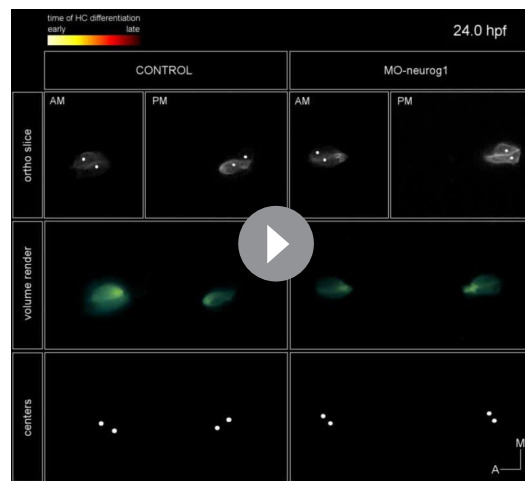 time of HC differentiation
early late
24.0 hpf
CONTROL MO-neurog1
AM PM AM PM
ortho slice
volume render
centers
M
A